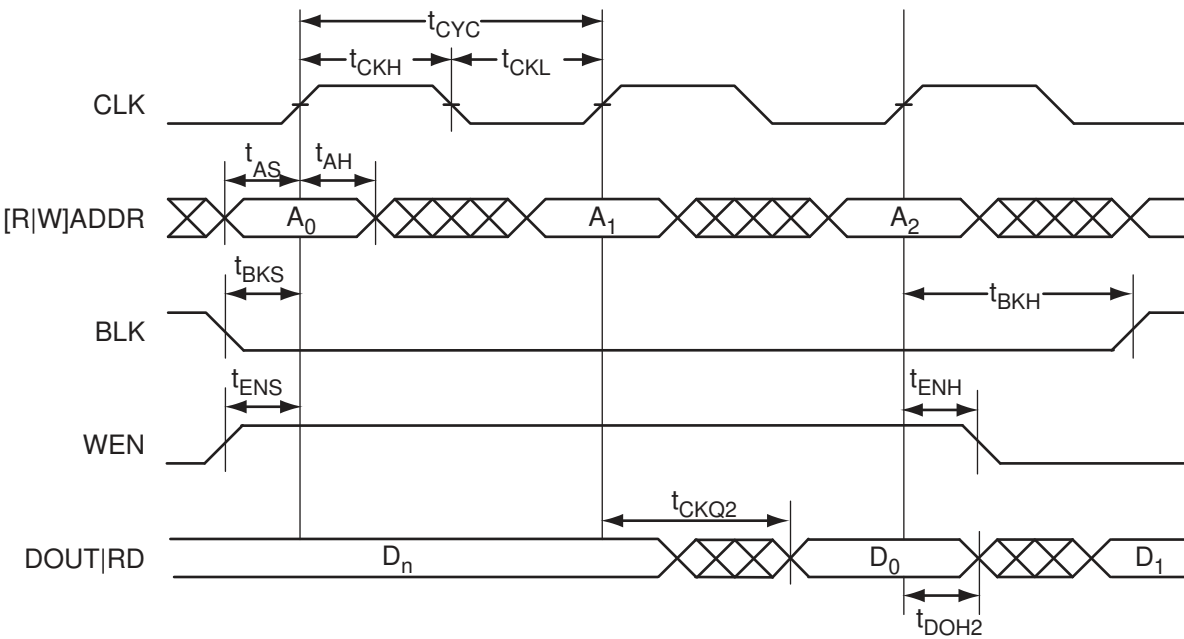 tCYC
tCKH tCKL
CLK
tAS tAH
[R|W]ADDR A0 A1 A2
tBKS tBKH
BLK
tENS tENH
WEN
tCKQ2
DOUT|RD Dn D0 D1
tDOH2